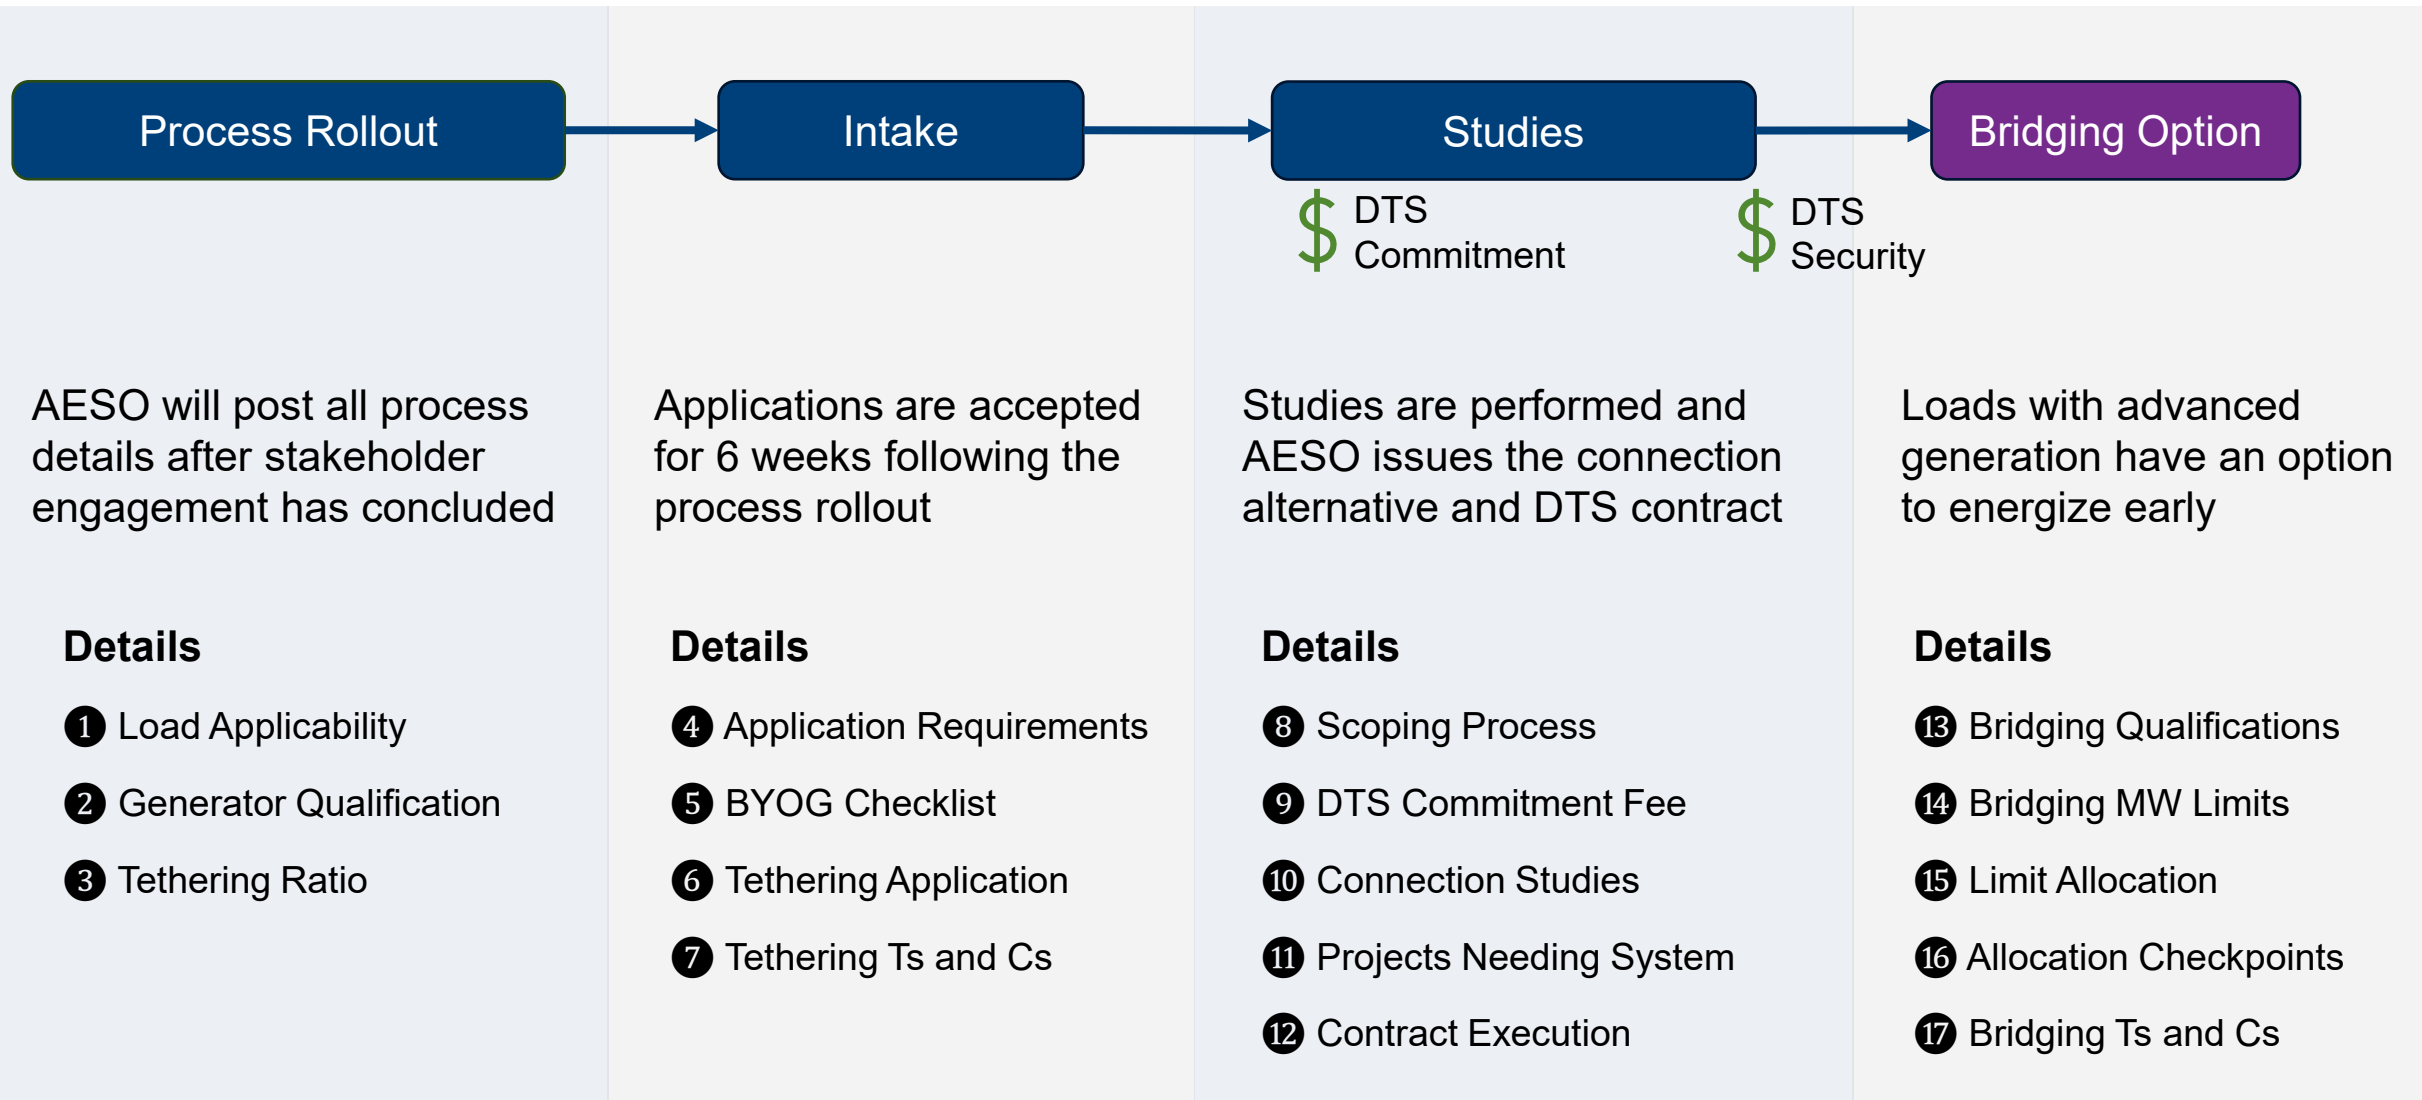 Process Rollout
Intake
Studies
Bridging Option
$ DTS
Commitment
$ DTS
Security
AESO will post all process
details after stakeholder
engagement has concluded
Applications are accepted
for 6 weeks following the
process rollout
Studies are performed and
AESO issues the connection
alternative and DTS contract
Loads with advanced
generation have an option
to energize early
Details
1 Load Applicability
2 Generator Qualification
3 Tethering Ratio
Details
4 Application Requirements
5 BYOG Checklist
6 Tethering Application
7 Tethering Ts and Cs
Details
8 Scoping Process
9 DTS Commitment Fee
10 Connection Studies
11 Projects Needing System
12 Contract Execution
Details
13 Bridging Qualifications
14 Bridging MW Limits
15 Limit Allocation
16 Allocation Checkpoints
17 Bridging Ts and Cs